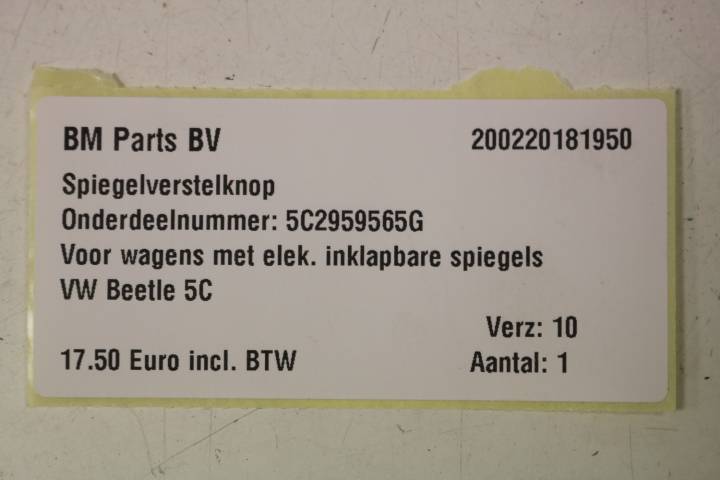 BM Parts BV 200220181950
Spiegelverstelknop
Onderdeelnummer: 5C2959565G
Voor wagens met elek. inklapbare spiegels
VW Beetle 5C
Verz: 10
17.50 Euro incl. BTW Aantal: 1